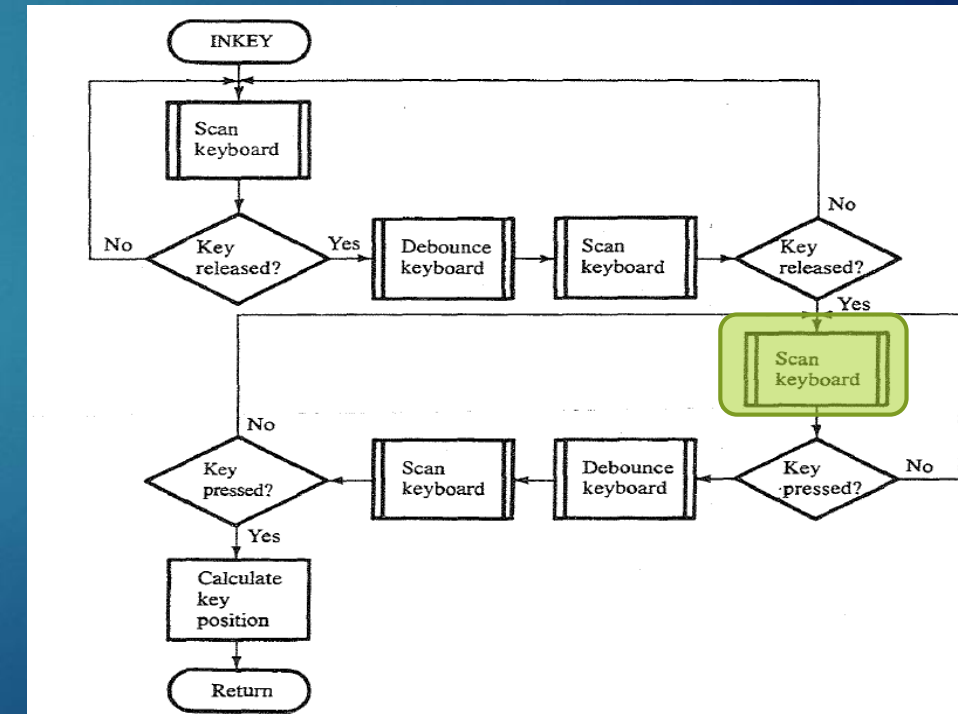 INKEY
Scan
keyboard
No
Key
released?
Yes
Debounce
keyboard
Scan
keyboard
Key
released?
No
Yes
Scan
keyboard
Key
pressed?
No
Debounce
keyboard
Scan
keyboard
Key
pressed?
No
Yes
Calculate
key
position
Return